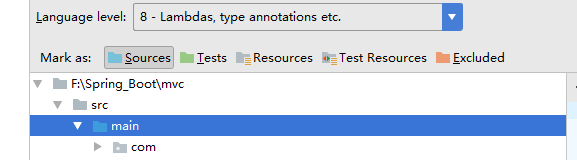 Language level: 8 - Lambdas, type annotations etc.
Mark as: Sources Tests Resources Test Resources Excluded
F:\Spring_Boot\mvc
src
main
com